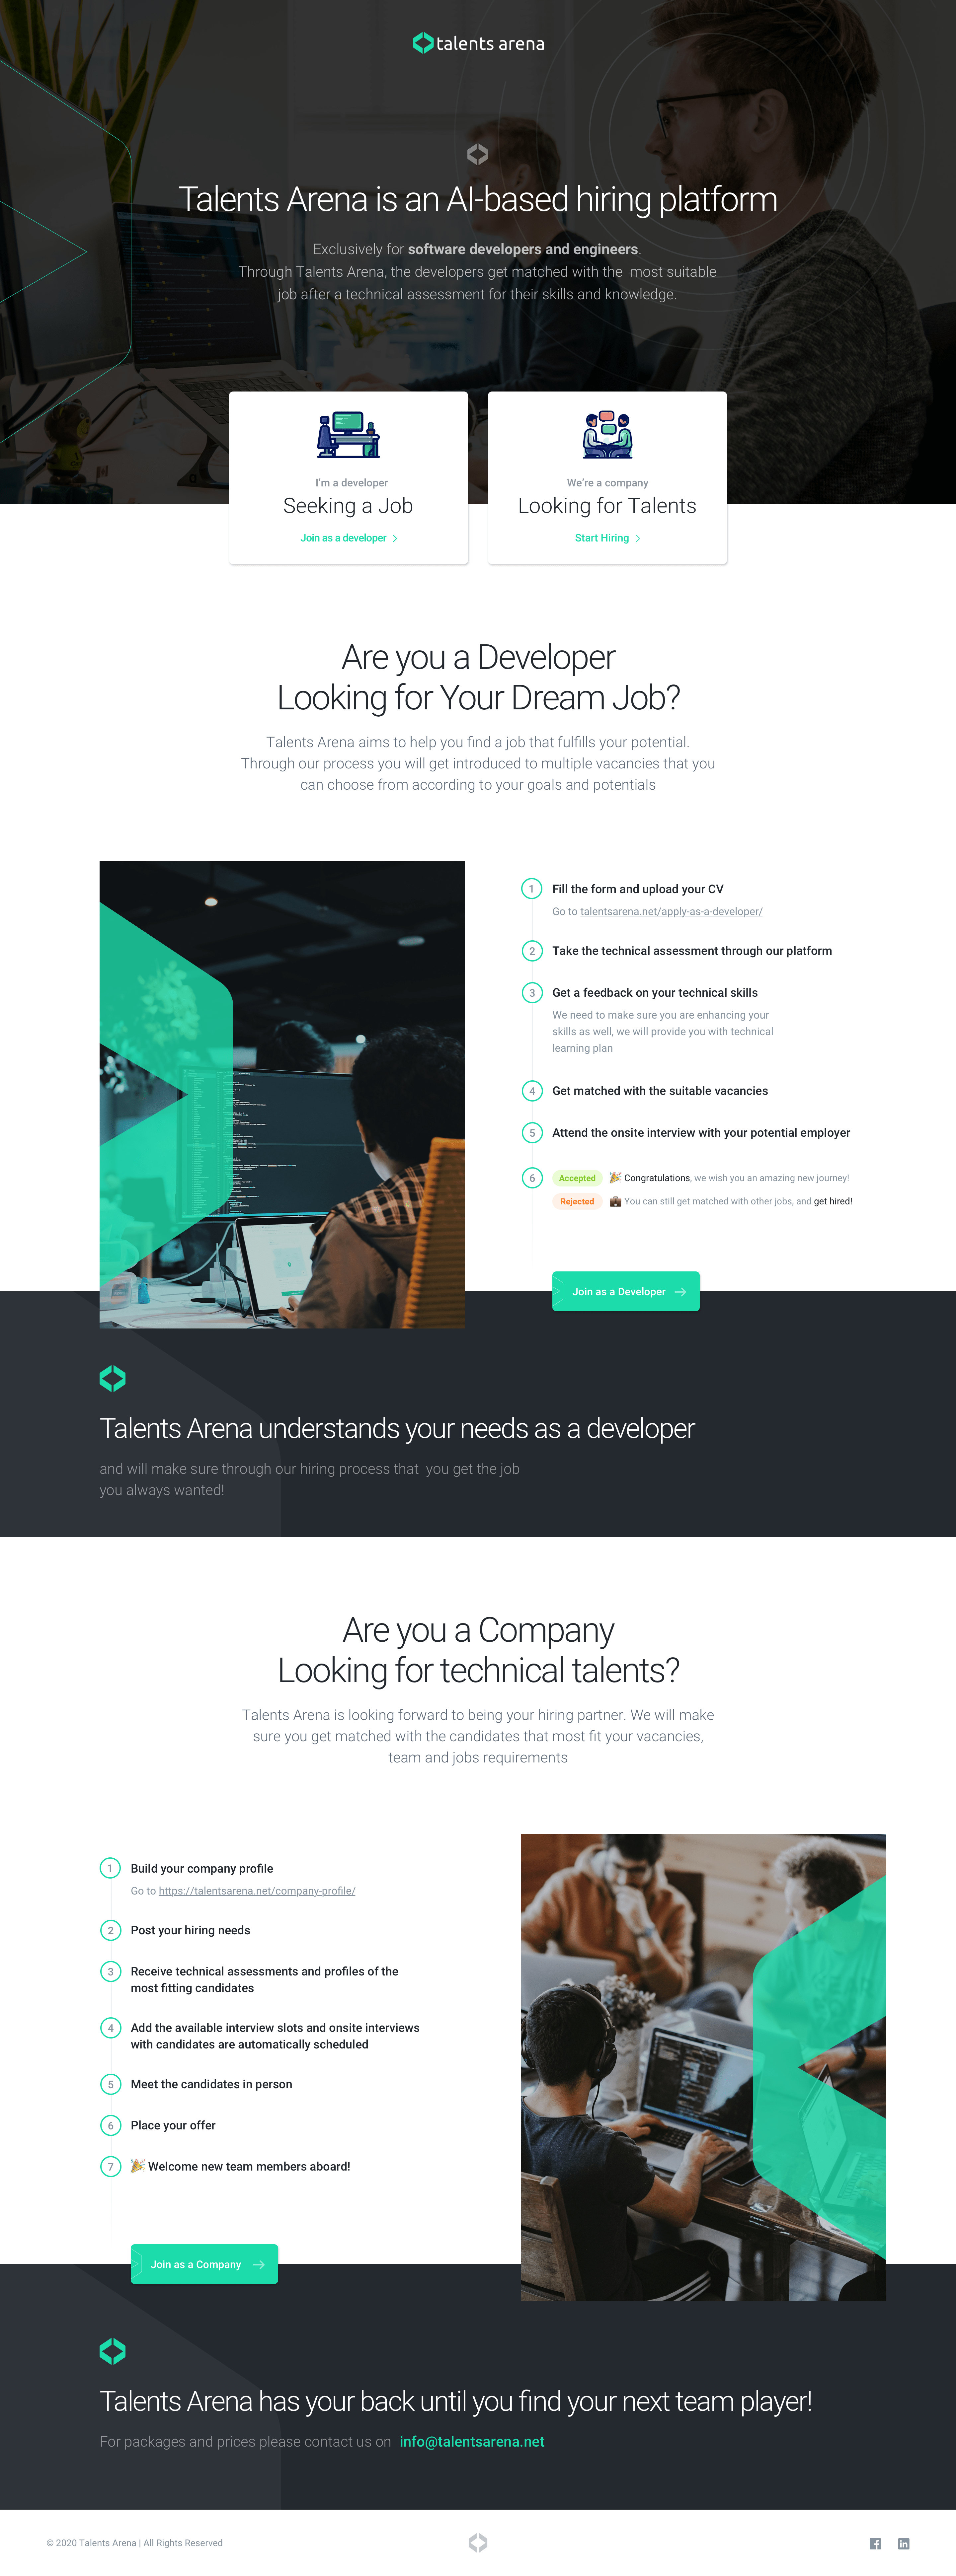 talents arena
Talents Arena is an AI-based hiring platform
Exclusively for software developers and engineers.
Through Talents Arena, the developers get matched with the most suitable
job after a technical assessment for their skills and knowledge.
I'm a developer
Seeking a Job
Join as a developer
We're a company
Looking for Talents
Start Hiring
Are you a Developer
Looking for Your Dream Job?
Talents Arena aims to help you find a job that fulfills your potential.
Through our process you will get introduced to multiple vacancies that you
can choose from according to your goals and potentials
1 Fill the form and upload your CV
Go to talentsarena.net/apply-as-a-developer/
2 Take the technical assessment through our platform
3 Get a feedback on your technical skills
We need to make sure you are enhancing your
skills as well, we will provide you with technical
learning plan
4 Get matched with the suitable vacancies
5 Attend the onsite interview with your potential employer
6 Accepted 🎉 Congratulations, we wish you an amazing new journey!
Rejected 💼 You can still get matched with other jobs, and get hired!
Join as a Developer →
Talents Arena understands your needs as a developer
and will make sure through our hiring process that you get the job
you always wanted!
Are you a Company
Looking for technical talents?
Talents Arena is looking forward to being your hiring partner. We will make
sure you get matched with the candidates that most fit your vacancies,
team and jobs requirements
1 Build your company profile
Go to https://talentsarena.net/company-profile/
2 Post your hiring needs
3 Receive technical assessments and profiles of the
most fitting candidates
4 Add the available interview slots and onsite interviews
with candidates are automatically scheduled
5 Meet the candidates in person
6 Place your offer
7 🎉 Welcome new team members aboard!
Join as a Company →
Talents Arena has your back until you find your next team player!
For packages and prices please contact us on info@talentsarena.net
© 2020 Talents Arena | All Rights Reserved